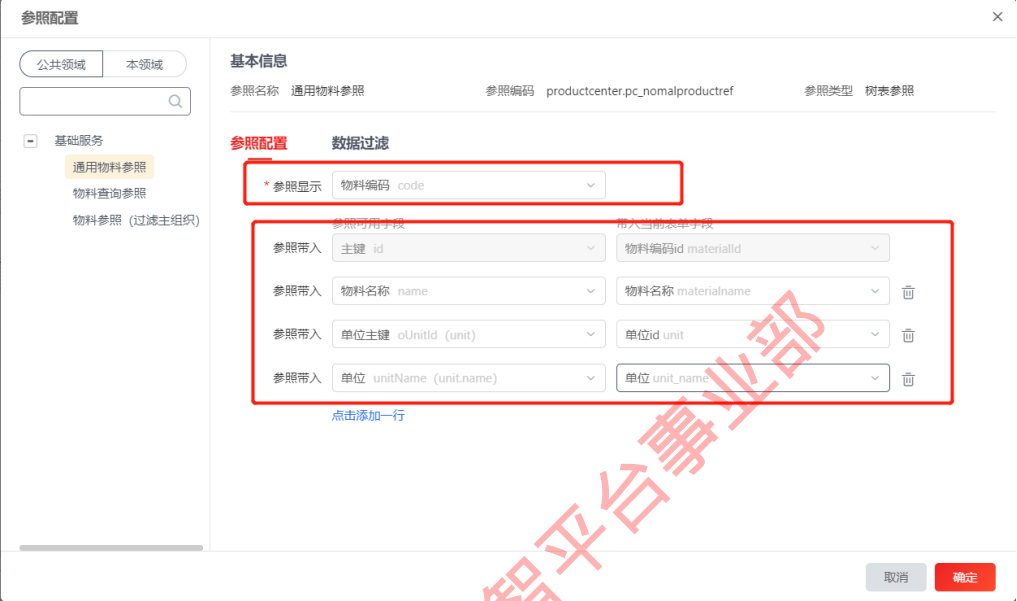 参照配置
公共领域 本领域
基础服务
通用物料参照
物料查询参照
物料参照（过滤主组织）
基本信息
参照名称 通用物料参照 参照编码 productcenter.pc_nomalproductref 参照类型 树表参照
参照配置 数据过滤
* 参照显示 物料编码 code
参照可用字段 带入当前表单字段
参照带入 主键 id 物料编码id materialId
参照带入 物料名称 name 物料名称 materialname
参照带入 单位主键 oUnitId (unit) 单位id unit
参照带入 单位 unitName (unit.name) 单位 unit_name
点击添加一行
智平台事业部
取消 确定